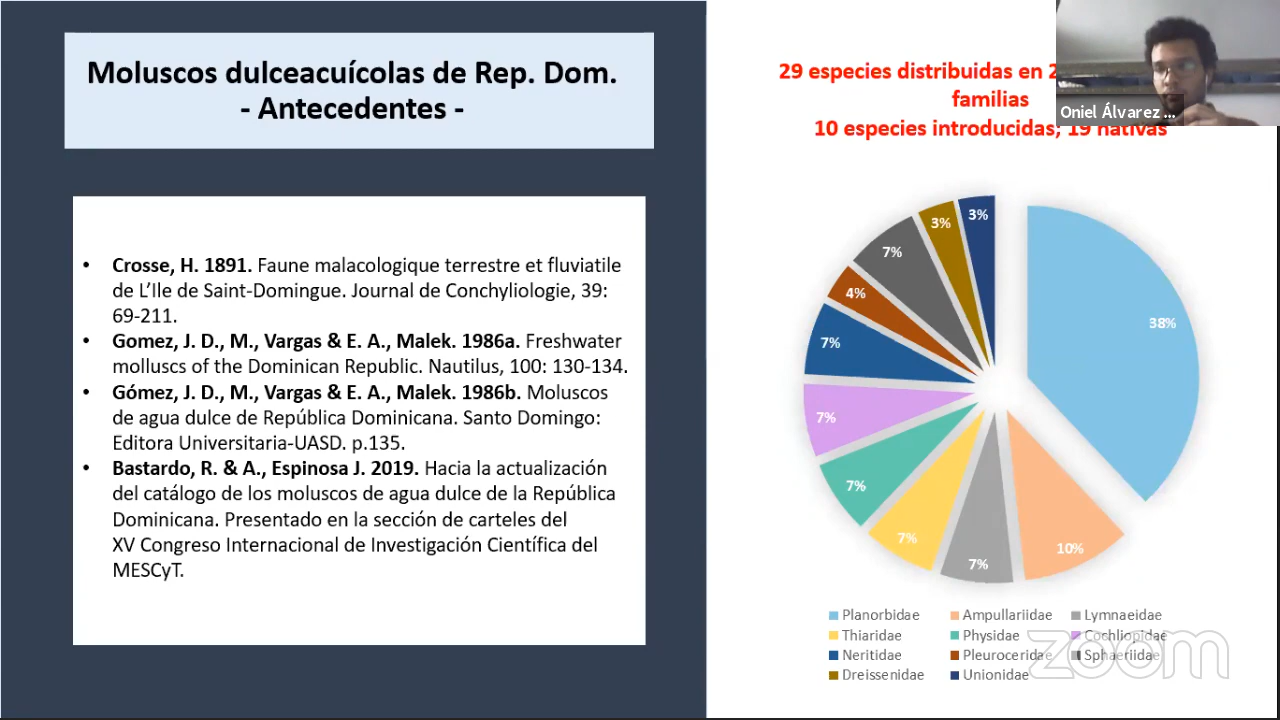 Moluscos dulceacuícolas de Rep. Dom.
- Antecedentes -
• Crosse, H. 1891. Faune malacologique terrestre et fluviatile
de L’Ile de Saint-Domingue. Journal de Conchyliologie, 39:
69-211.
• Gomez, J. D., M., Vargas & E. A., Malek. 1986a. Freshwater
molluscs of the Dominican Republic. Nautilus, 100: 130-134.
• Gómez, J. D., M., Vargas & E. A., Malek. 1986b. Moluscos
de agua dulce de República Dominicana. Santo Domingo:
Editora Universitaria-UASD. p.135.
• Bastardo, R. & A., Espinosa J. 2019. Hacia la actualización
del catálogo de los moluscos de agua dulce de la República
Dominicana. Presentado en la sección de carteles del
XV Congreso Internacional de Investigación Científica del
MESCyT.
29 especies distribuidas en
familias
10 especies introducidas; 19 nativas
Oniel Álvarez ...
3%
3%
7%
4%
7%
7%
7%
7%
7%
10%
38%
Planorbidae Ampullariidae Lymnaeidae
Thiaridae Physidae Cochliopidae
Neritidae Pleuroceridae Sphaeriidae
Dreissenidae Unionidae
zoom